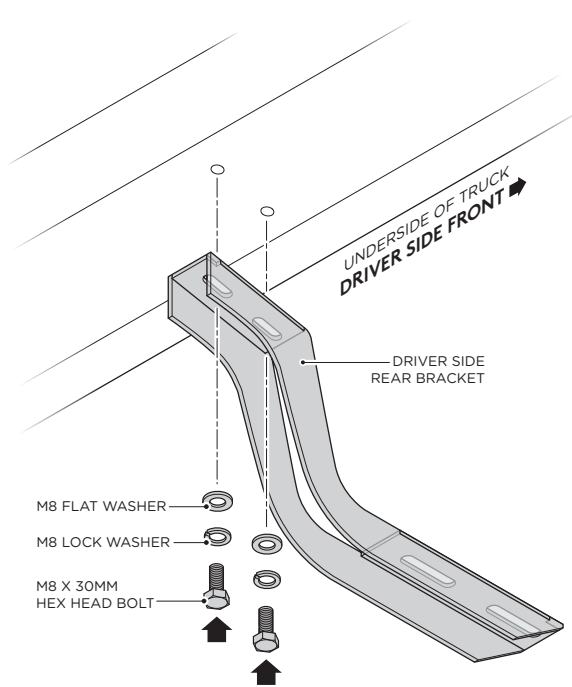 UNDERSIDE OF TRUCK
DRIVER SIDE FRONT
DRIVER SIDE
REAR BRACKET
M8 FLAT WASHER
M8 LOCK WASHER
M8 X 30MM
HEX HEAD BOLT